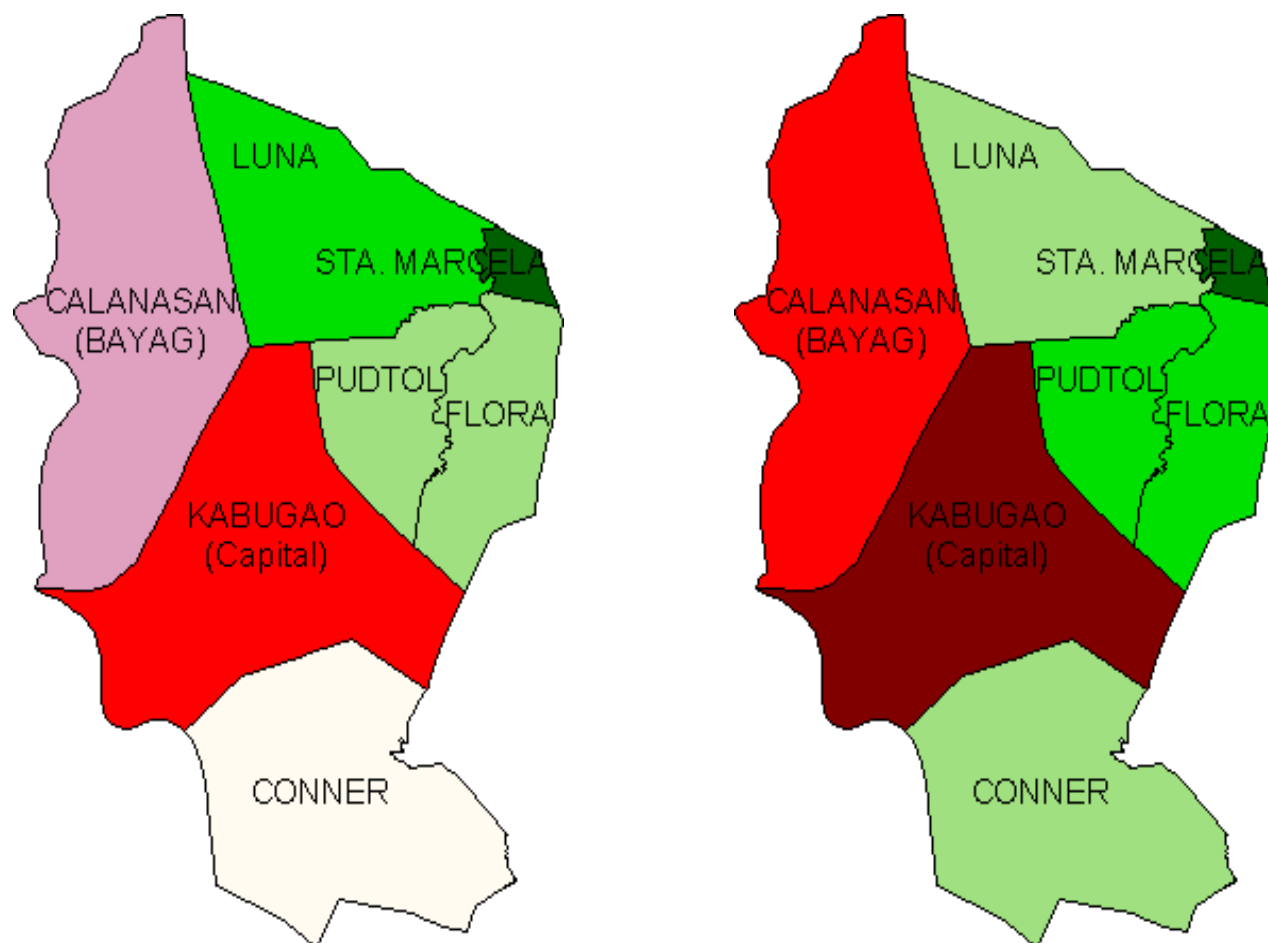 LUNA
STA. MARCELA
CALANASAN
(BAYAG)
PUDTOL
FLORA
KABUGAO
(Capital)
CONNER
LUNA
STA. MARCELA
CALANASAN
(BAYAG)
PUDTOL
FLORA
KABUGAO
(Capital)
CONNER